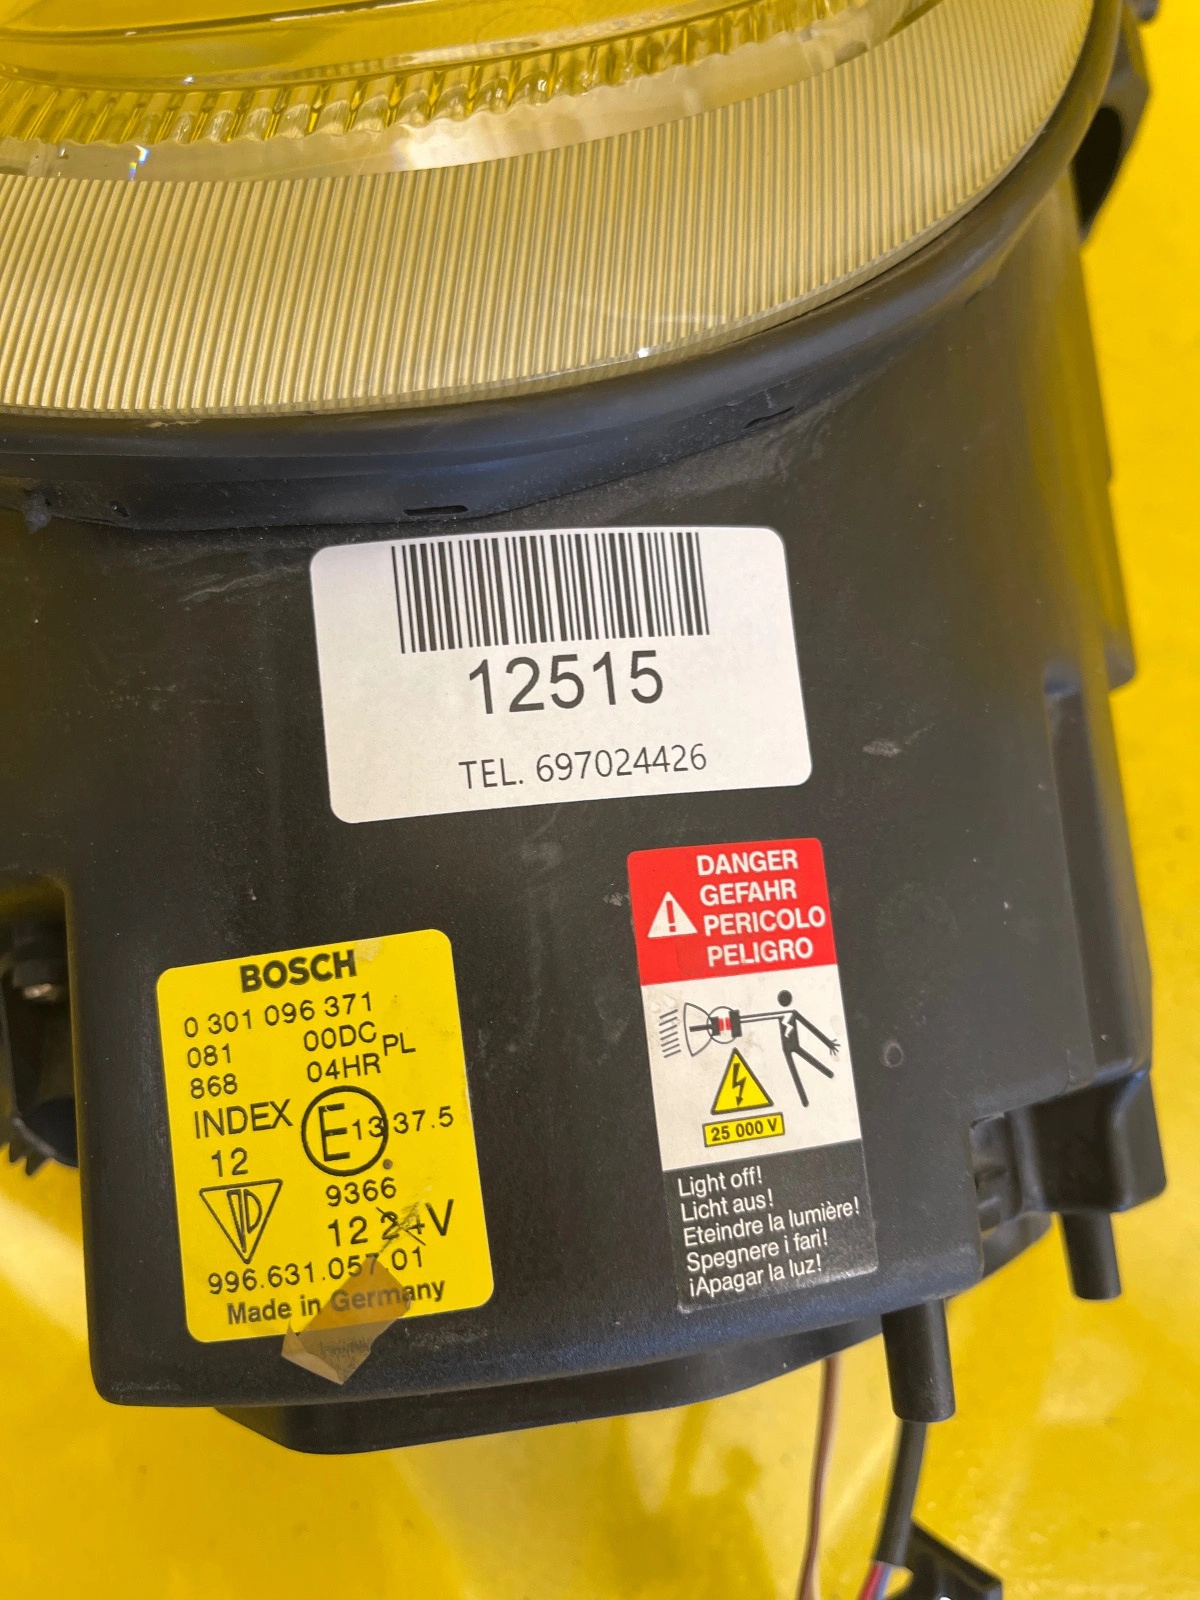 12515
TEL. 697024426
DANGER
GEFAHR
PERICOLO
PELIGRO
25 000 V
Light off!
Licht aus!
Eteindre la lumière!
Spegnere i fari!
¡Apagar la luz!
BOSCH
0 301 096 371
081 00DC PL
868 04HR
INDEX E 13 37.5
12
9366
12 24V
996.631.057.01
Made in Germany